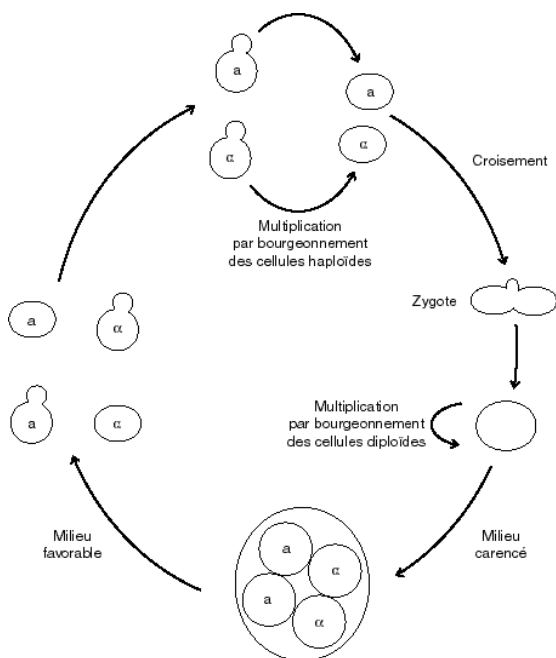 a
a
α
α
Croisement
Multiplication
par bourgeonnement
des cellules haploïdes
Zygote
a
α
a
α
Multiplication
par bourgeonnement
des cellules diploïdes
Milieu
favorable
Milieu
carencé
a
α
a
α